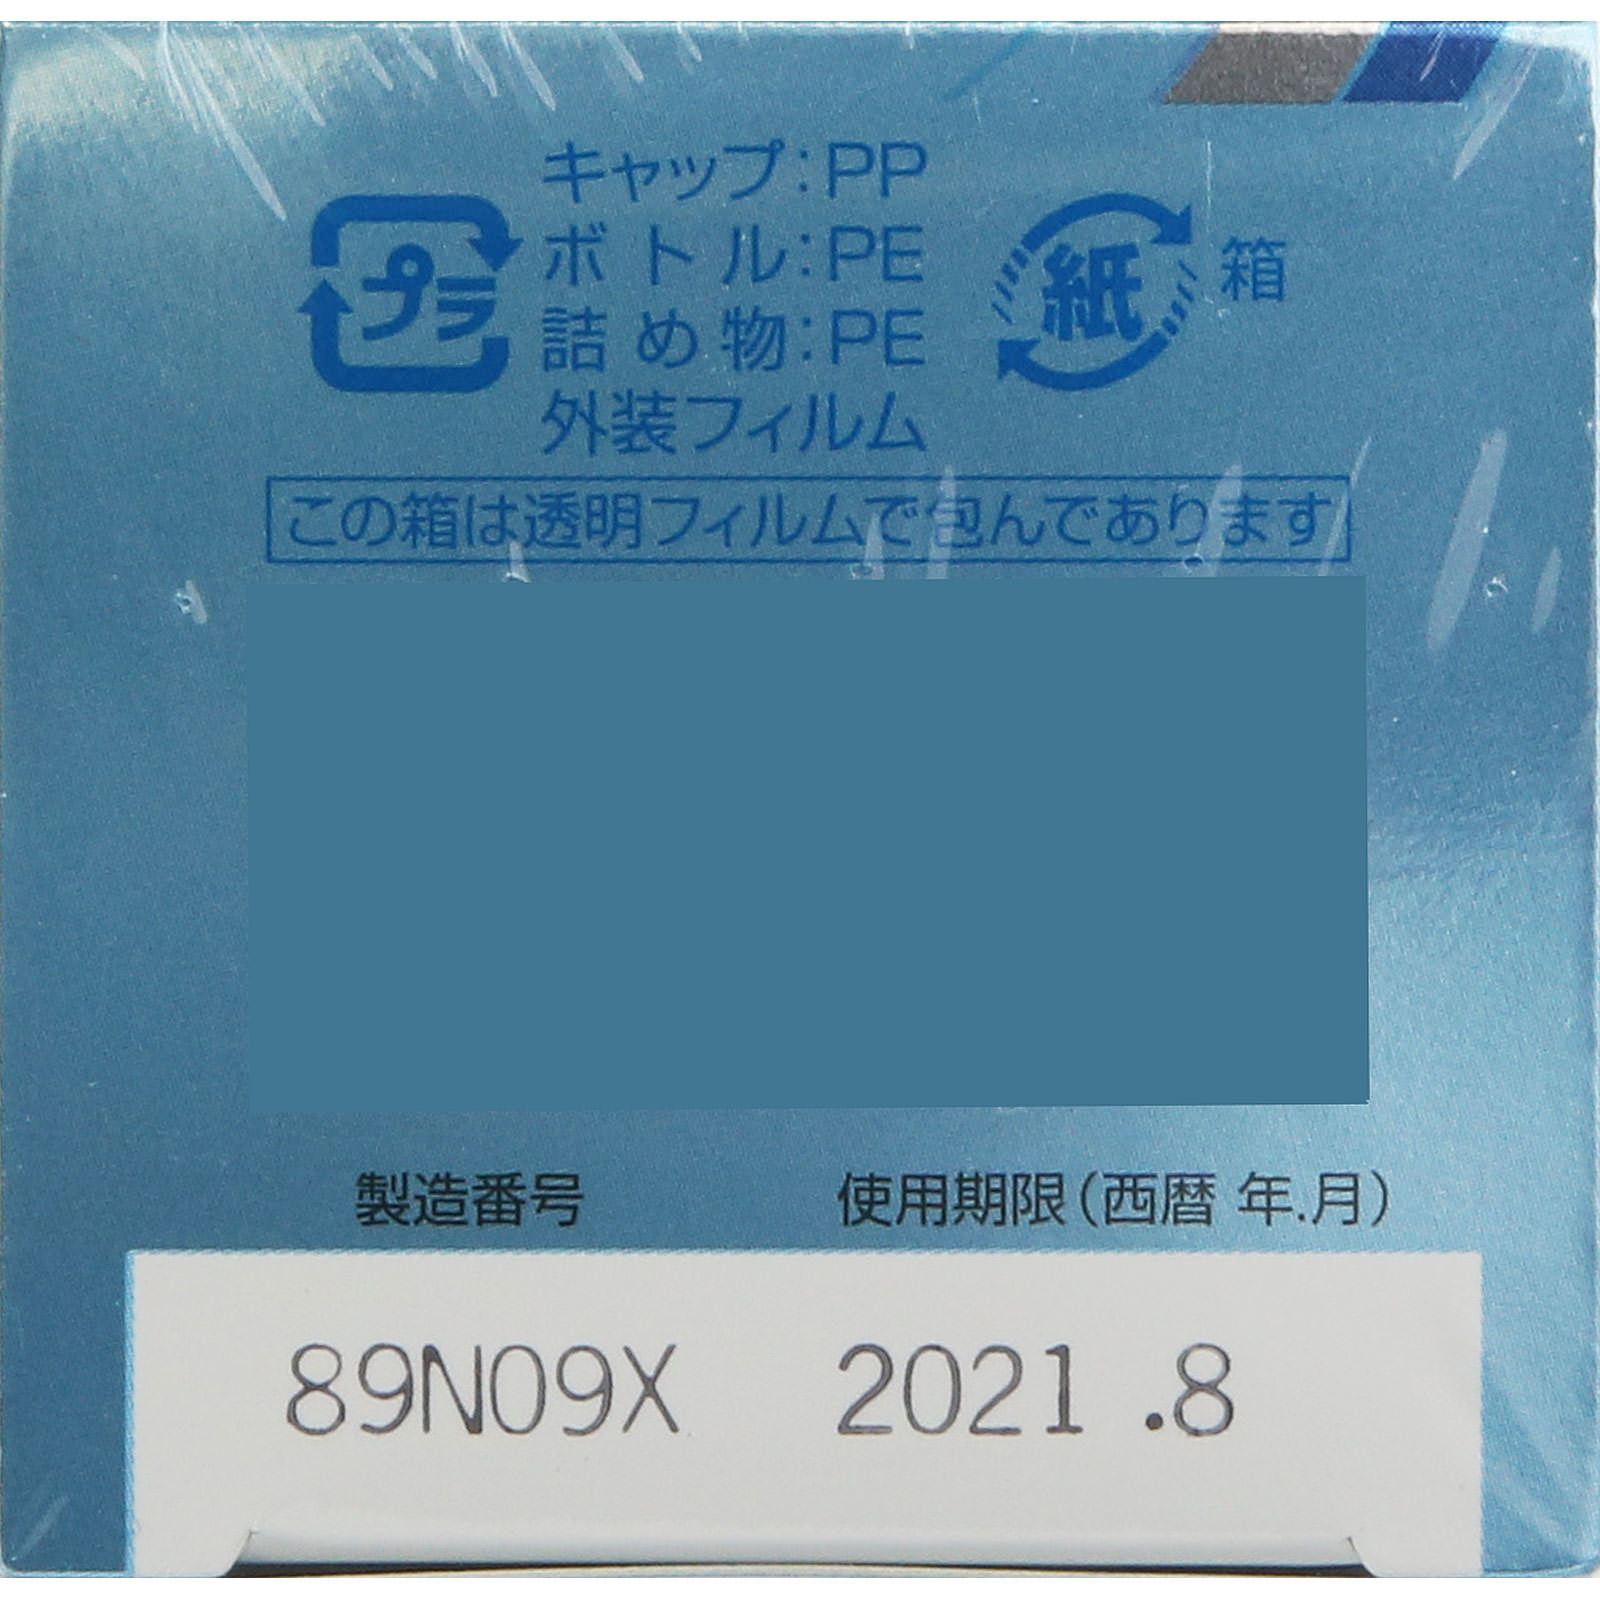 プラ
キャップ:PP
ボトル:PE
詰め物:PE
外装フィルム
紙
箱
この箱は透明フィルムで包んであります
製造番号 使用期限(西暦 年.月)
89N09X 2021 .8